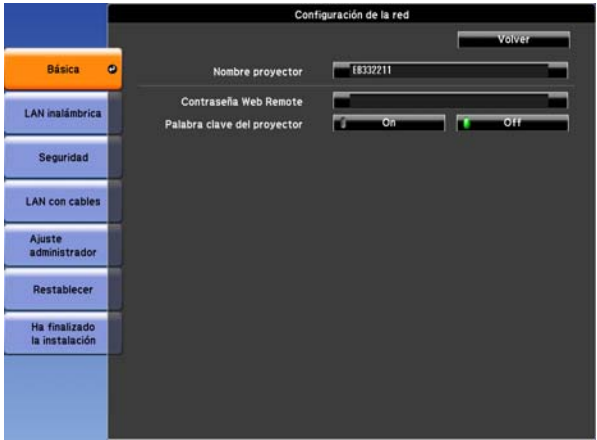 Configuración de la red
Volver
Básica
Nombre proyector
EB332211
LAN inalámbrica
Contraseña Web Remote
Palabra clave del proyector
On
Off
Seguridad
LAN con cables
Ajuste
administrador
Restablecer
Ha finalizado
la instalación